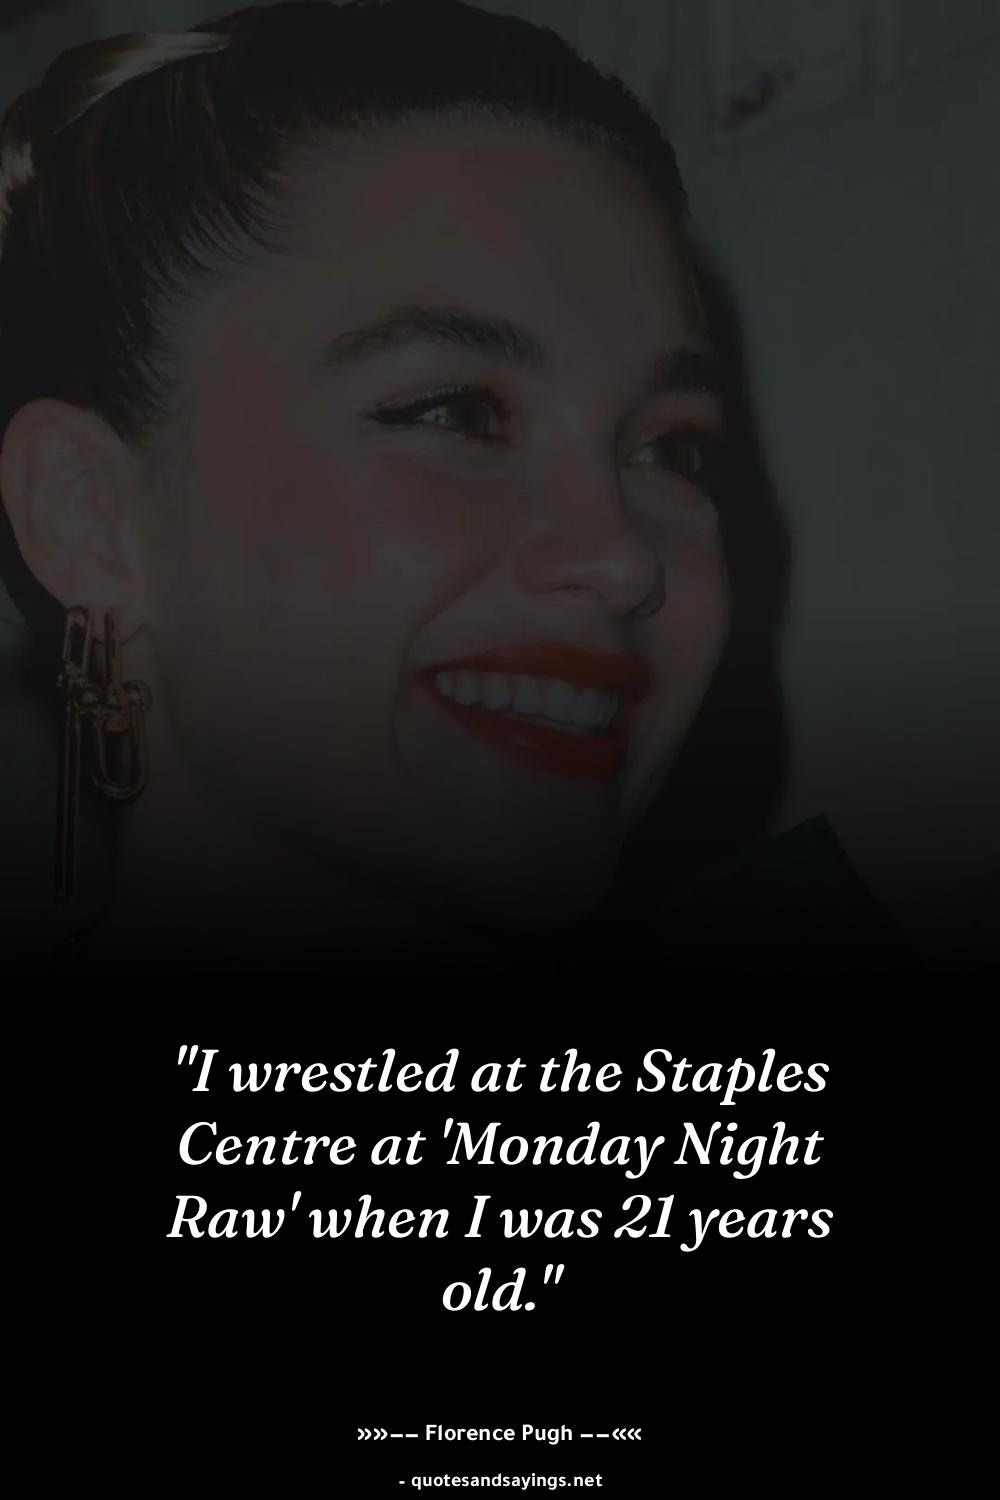 "I wrestled at the Staples
Centre at 'Monday Night
Raw' when I was 21 years
old."
»»−− Florence Pugh −−««
- quotesandsayings.net